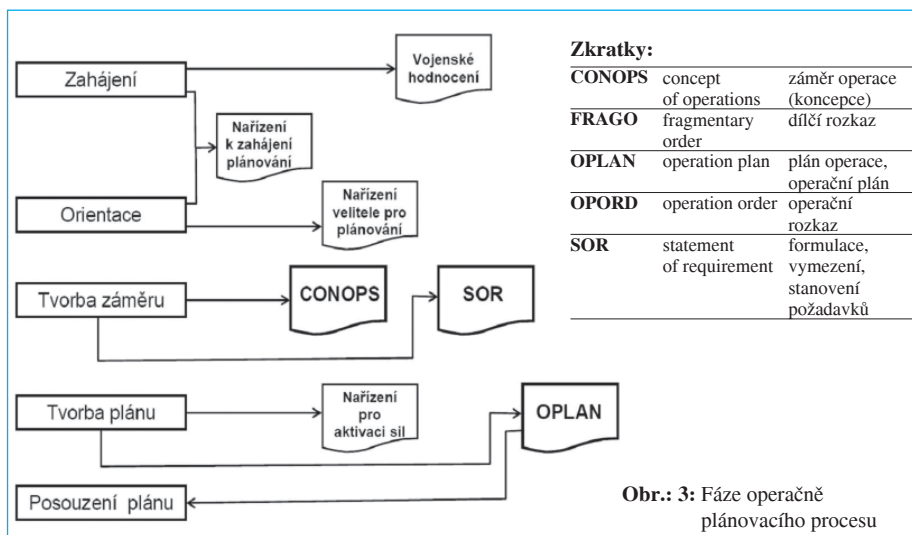 Zahájení
Vojenské
hodnocení
Nařízení
k zahájení
plánování
Orientace
Nařízení
velitele pro
plánování
Tvorba záměru
CONOPS
SOR
Tvorba plánu
Nařízení
pro
aktivaci sil
OPLAN
Posouzení plánu
Zkratky:
CONOPS concept záměr operace
of operations (koncepce)
FRAGO fragmentary dílčí rozkaz
order
OPLAN operation plan plán operace,
operační plán
OPORD operation order operační
rozkaz
SOR statement formulace,
of requirement vymezení,
stanovení
požadavků
Obr.: 3: Fáze operačně
plánovacího procesu